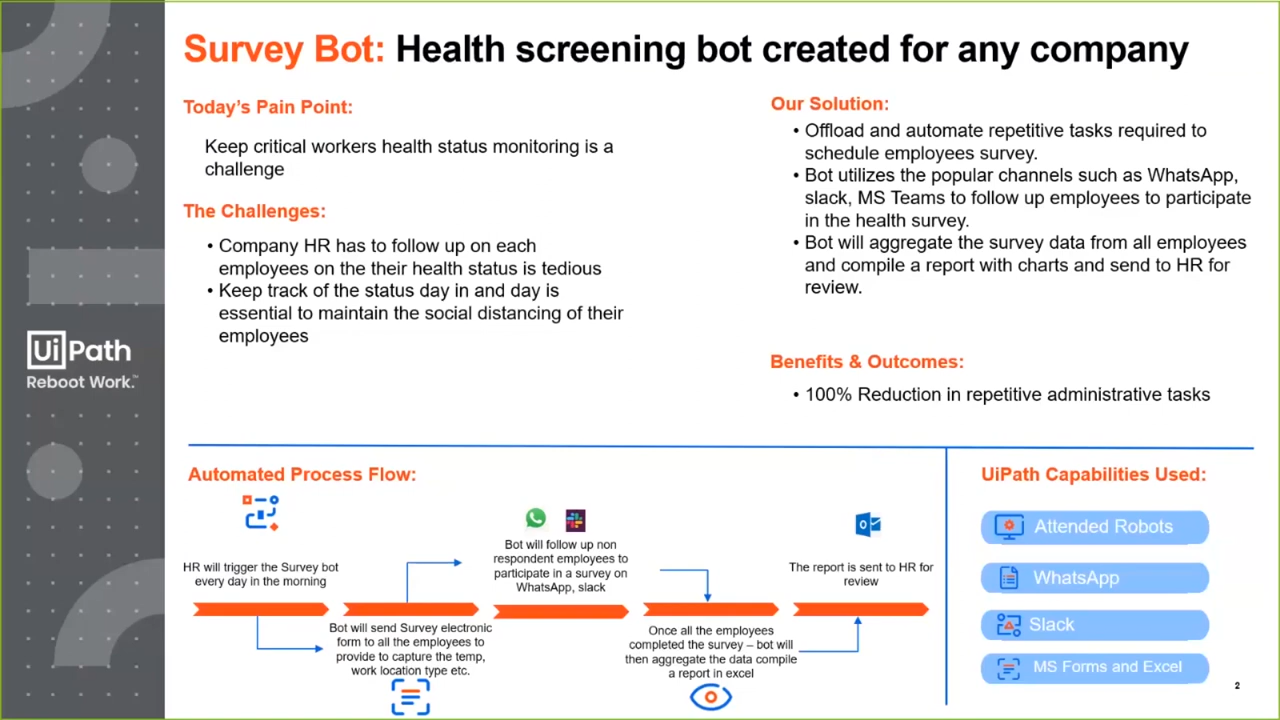 Survey Bot: Health screening bot created for any company
Today's Pain Point:
Keep critical workers health status monitoring is a
challenge
The Challenges:
• Company HR has to follow up on each
employees on the their health status is tedious
• Keep track of the status day in and day is
essential to maintain the social distancing of their
employees
Our Solution:
• Offload and automate repetitive tasks required to
schedule employees survey.
• Bot utilizes the popular channels such as WhatsApp,
slack, MS Teams to follow up employees to participate
in the health survey.
• Bot will aggregate the survey data from all employees
and compile a report with charts and send to HR for
review.
Benefits & Outcomes:
• 100% Reduction in repetitive administrative tasks
UiPath
Reboot Work.™
Automated Process Flow:
HR will trigger the Survey bot
every day in the morning
Bot will send Survey electronic
form to all the employees to
provide to capture the temp,
work location type etc.
Bot will follow up non
respondent employees to
participate in a survey on
WhatsApp, slack
Once all the employees
completed the survey – bot will
then aggregate the data compile
a report in excel
The report is sent to HR for
review
UiPath Capabilities Used:
Attended Robots
WhatsApp
Slack
MS Forms and Excel
2